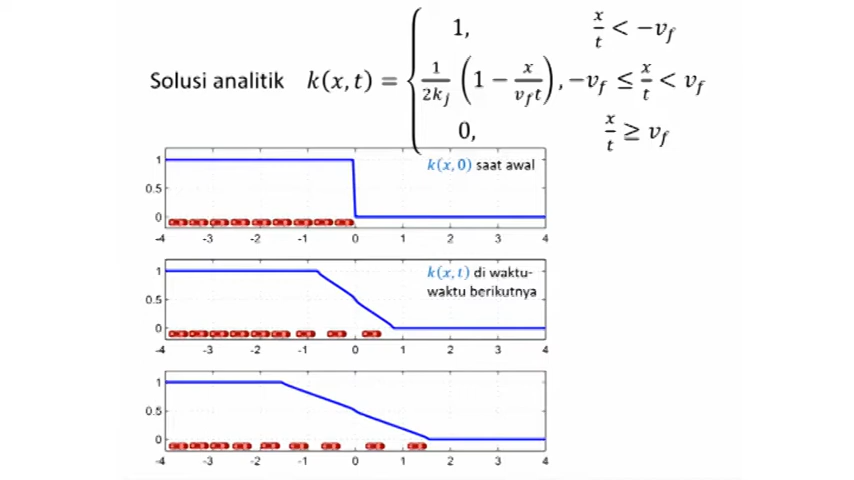 1, x/t < −v_f
Solusi analitik k(x, t) = { 1/(2k_j) (1 − x/(v_f t)), −v_f ≤ x/t < v_f
0, x/t ≥ v_f
1
k(x, 0) saat awal
0.5
0
-4 -3 -2 -1 0 1 2 3 4
1
k(x, t) di waktu-
0.5
waktu berikutnya
0
-4 -3 -2 -1 0 1 2 3 4
1
0.5
0
-4 -3 -2 -1 0 1 2 3 4